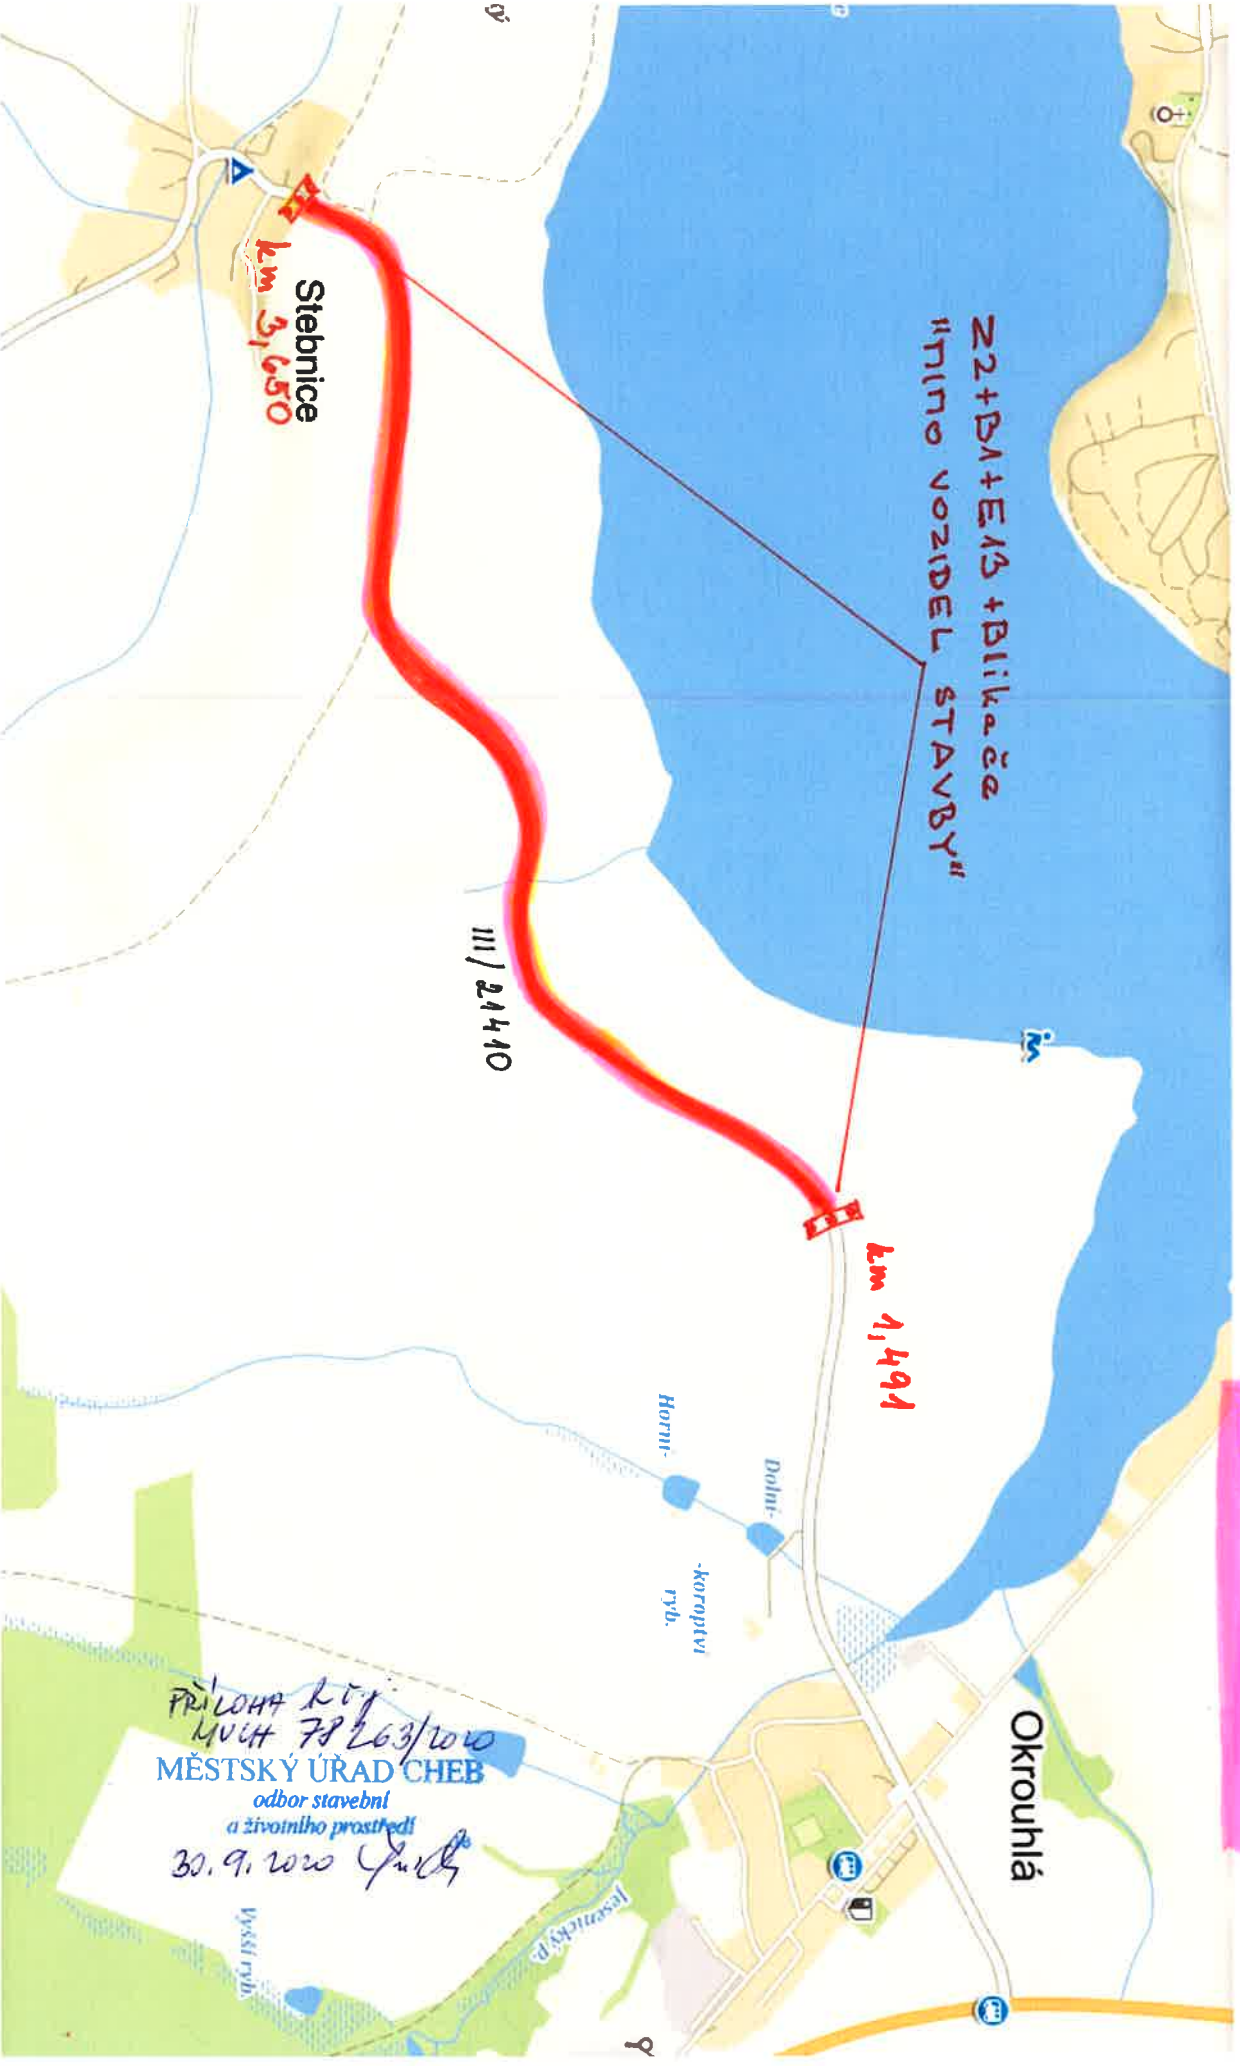 Z2+B1+E13+Blikače
"MIMO VOZIDEL STAVBY"
Stebnice
km 3,650
III/21410
km 1,491
Horní-
Dolní-
-koroptví
ryb.
Okrouhlá
PŘÍLOHA k č.j.
MUCH 78263/2020
MĚSTSKÝ ÚŘAD CHEB
odbor stavební
a životního prostředí
30.9.2020
Jesenický p.
Vyšší ryb.